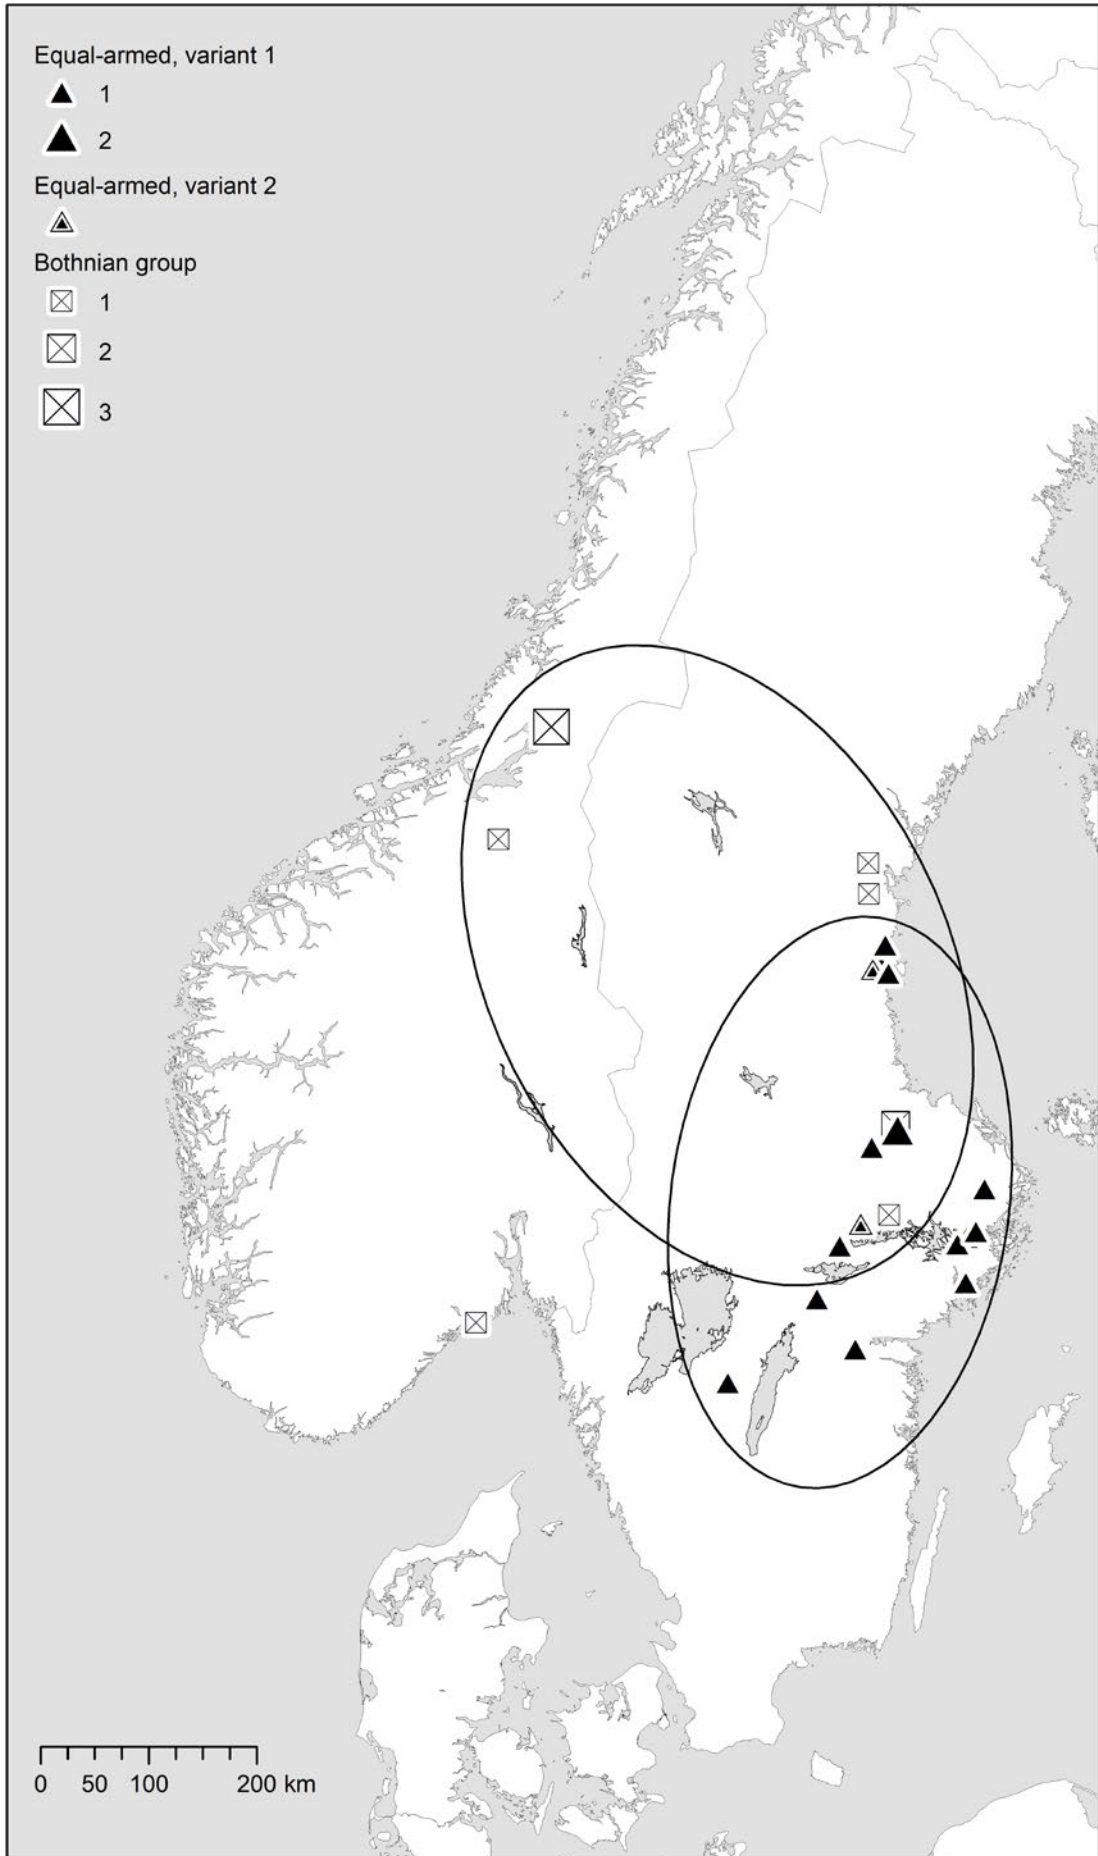 Equal-armed, variant 1
1
2
Equal-armed, variant 2
Bothnian group
1
2
3
0 50 100 200 km